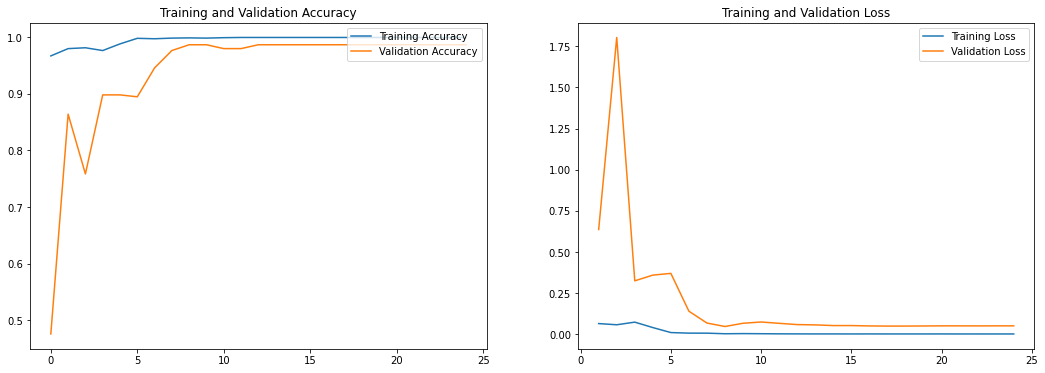 Training and Validation Accuracy
Training Accuracy
Validation Accuracy
1.0
0.9
0.8
0.7
0.6
0.5
0 5 10 15 20 25
Training and Validation Loss
Training Loss
Validation Loss
1.75
1.50
1.25
1.00
0.75
0.50
0.25
0.00
0 5 10 15 20 25